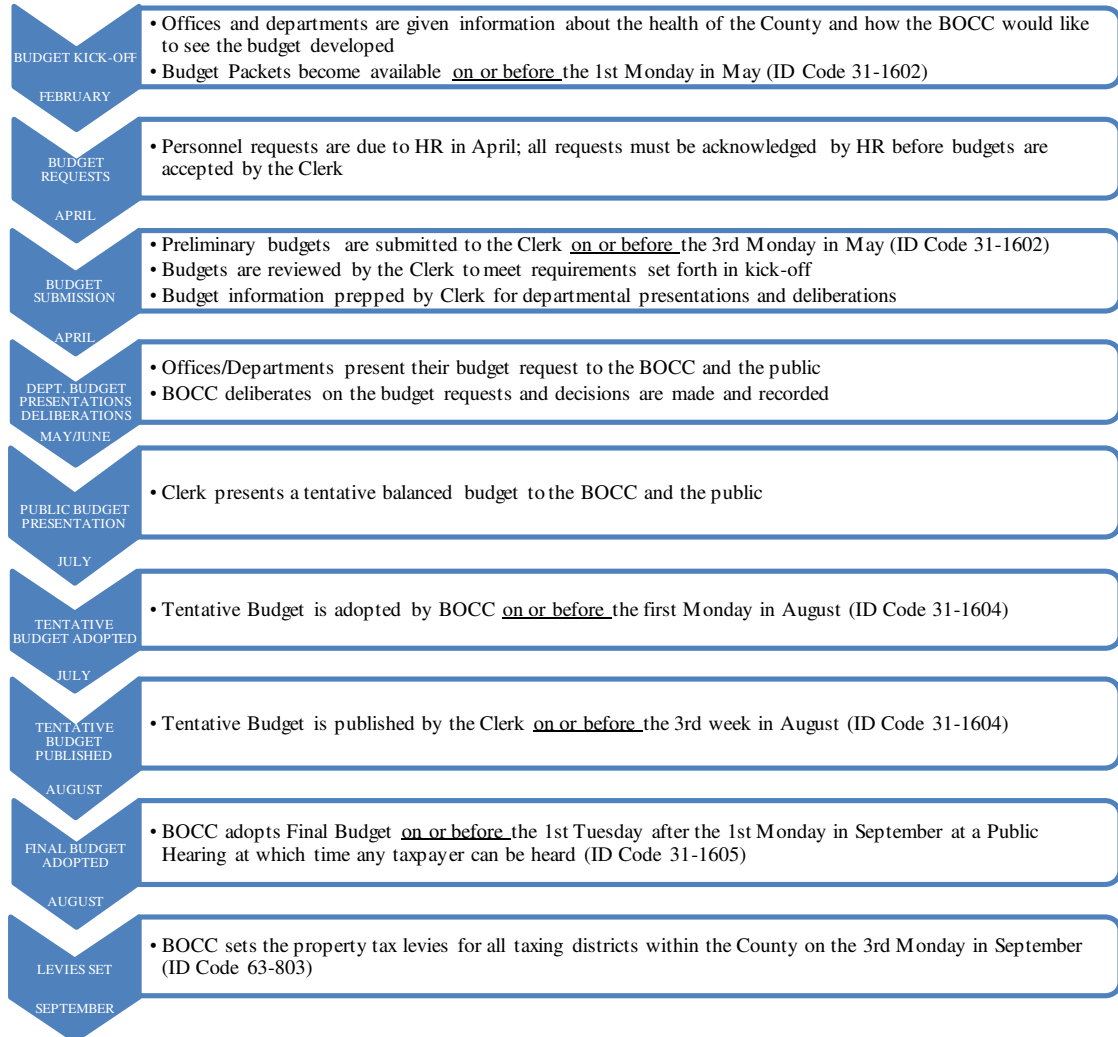 BUDGET KICK-OFF
FEBRUARY
• Offices and departments are given information about the health of the County and how the BOCC would like
to see the budget developed
• Budget Packets become available on or before the 1st Monday in May (ID Code 31-1602)
BUDGET
REQUESTS
APRIL
• Personnel requests are due to HR in April; all requests must be acknowledged by HR before budgets are
accepted by the Clerk
BUDGET
SUBMISSION
APRIL
• Preliminary budgets are submitted to the Clerk on or before the 3rd Monday in May (ID Code 31-1602)
• Budgets are reviewed by the Clerk to meet requirements set forth in kick-off
• Budget information prepped by Clerk for departmental presentations and deliberations
DEPT. BUDGET
PRESENTATIONS
DELIBERATIONS
MAY/JUNE
• Offices/Departments present their budget request to the BOCC and the public
• BOCC deliberates on the budget requests and decisions are made and recorded
PUBLIC BUDGET
PRESENTATION
JULY
• Clerk presents a tentative balanced budget to the BOCC and the public
TENTATIVE
BUDGET ADOPTED
JULY
• Tentative Budget is adopted by BOCC on or before the first Monday in August (ID Code 31-1604)
TENTATIVE
BUDGET
PUBLISHED
AUGUST
• Tentative Budget is published by the Clerk on or before the 3rd week in August (ID Code 31-1604)
FINAL BUDGET
ADOPTED
AUGUST
• BOCC adopts Final Budget on or before the 1st Tuesday after the 1st Monday in September at a Public
Hearing at which time any taxpayer can be heard (ID Code 31-1605)
LEVIES SET
SEPTEMBER
• BOCC sets the property tax levies for all taxing districts within the County on the 3rd Monday in September
(ID Code 63-803)